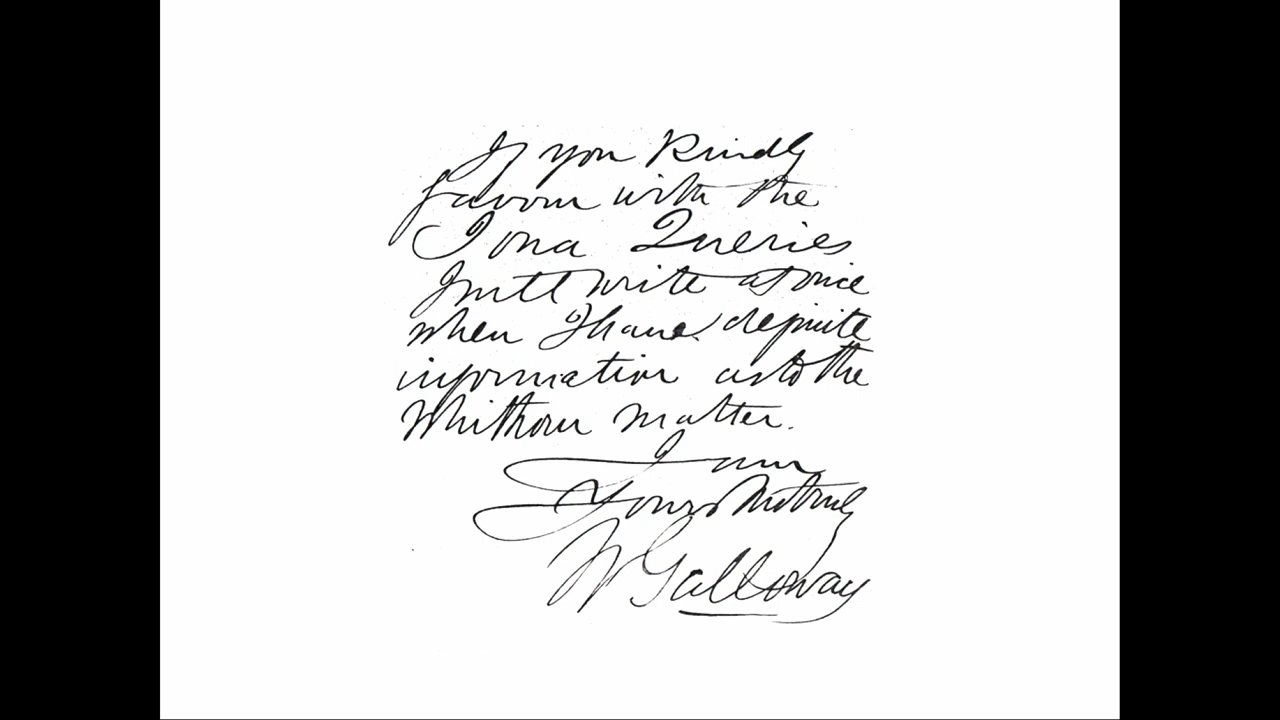 If you kindly
favour with the
Iona Queries
I will write at once
when I have definite
information as to the
Whithorn matter.
I am
Yours truly
W Galloway